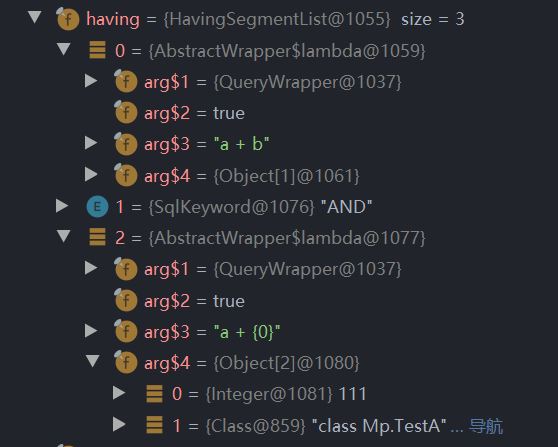 having = {HavingSegmentList@1055} size = 3
0 = {AbstractWrapper$lambda@1059}
arg$1 = {QueryWrapper@1037}
arg$2 = true
arg$3 = "a + b"
arg$4 = {Object[1]@1061}
1 = {SqlKeyword@1076} "AND"
2 = {AbstractWrapper$lambda@1077}
arg$1 = {QueryWrapper@1037}
arg$2 = true
arg$3 = "a + {0}"
arg$4 = {Object[2]@1080}
0 = {Integer@1081} 111
1 = {Class@859} "class Mp.TestA" ... 导航